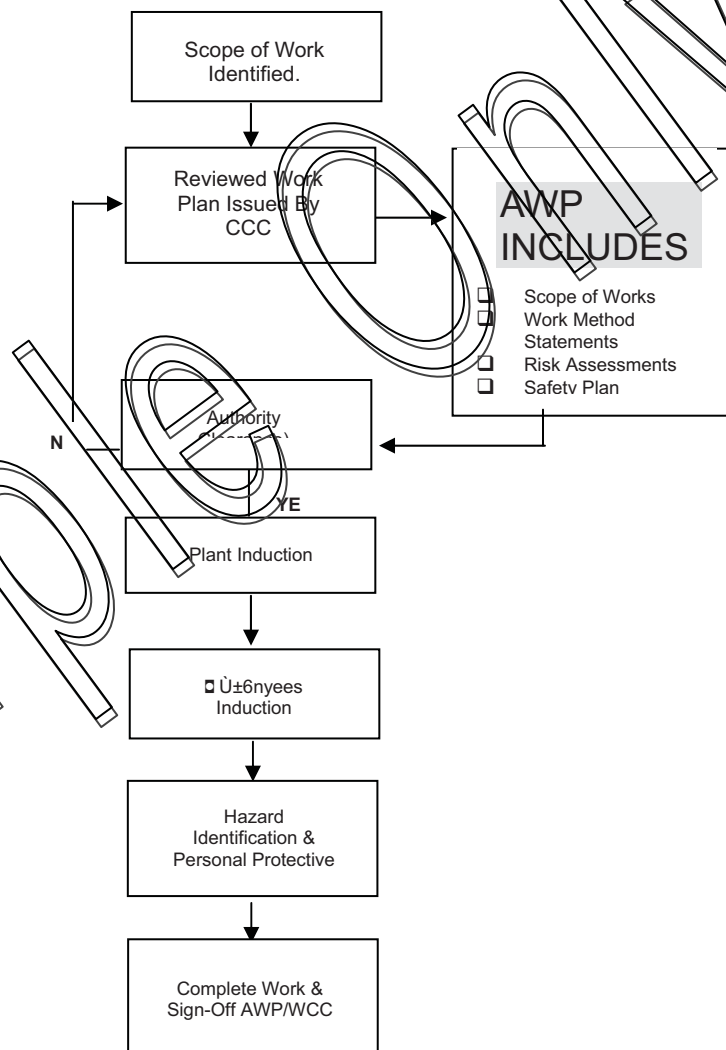 Scope of Work
Identified.
Reviewed Work
Plan Issued By
CCC
AWP
INCLUDES
❑ Scope of Works
❑ Work Method
Statements
❑ Risk Assessments
❑ Safety Plan
Authority
N
YE
Plant Induction
Induction
Hazard
Identification &
Personal Protective
Complete Work &
Sign-Off AWP/WCC